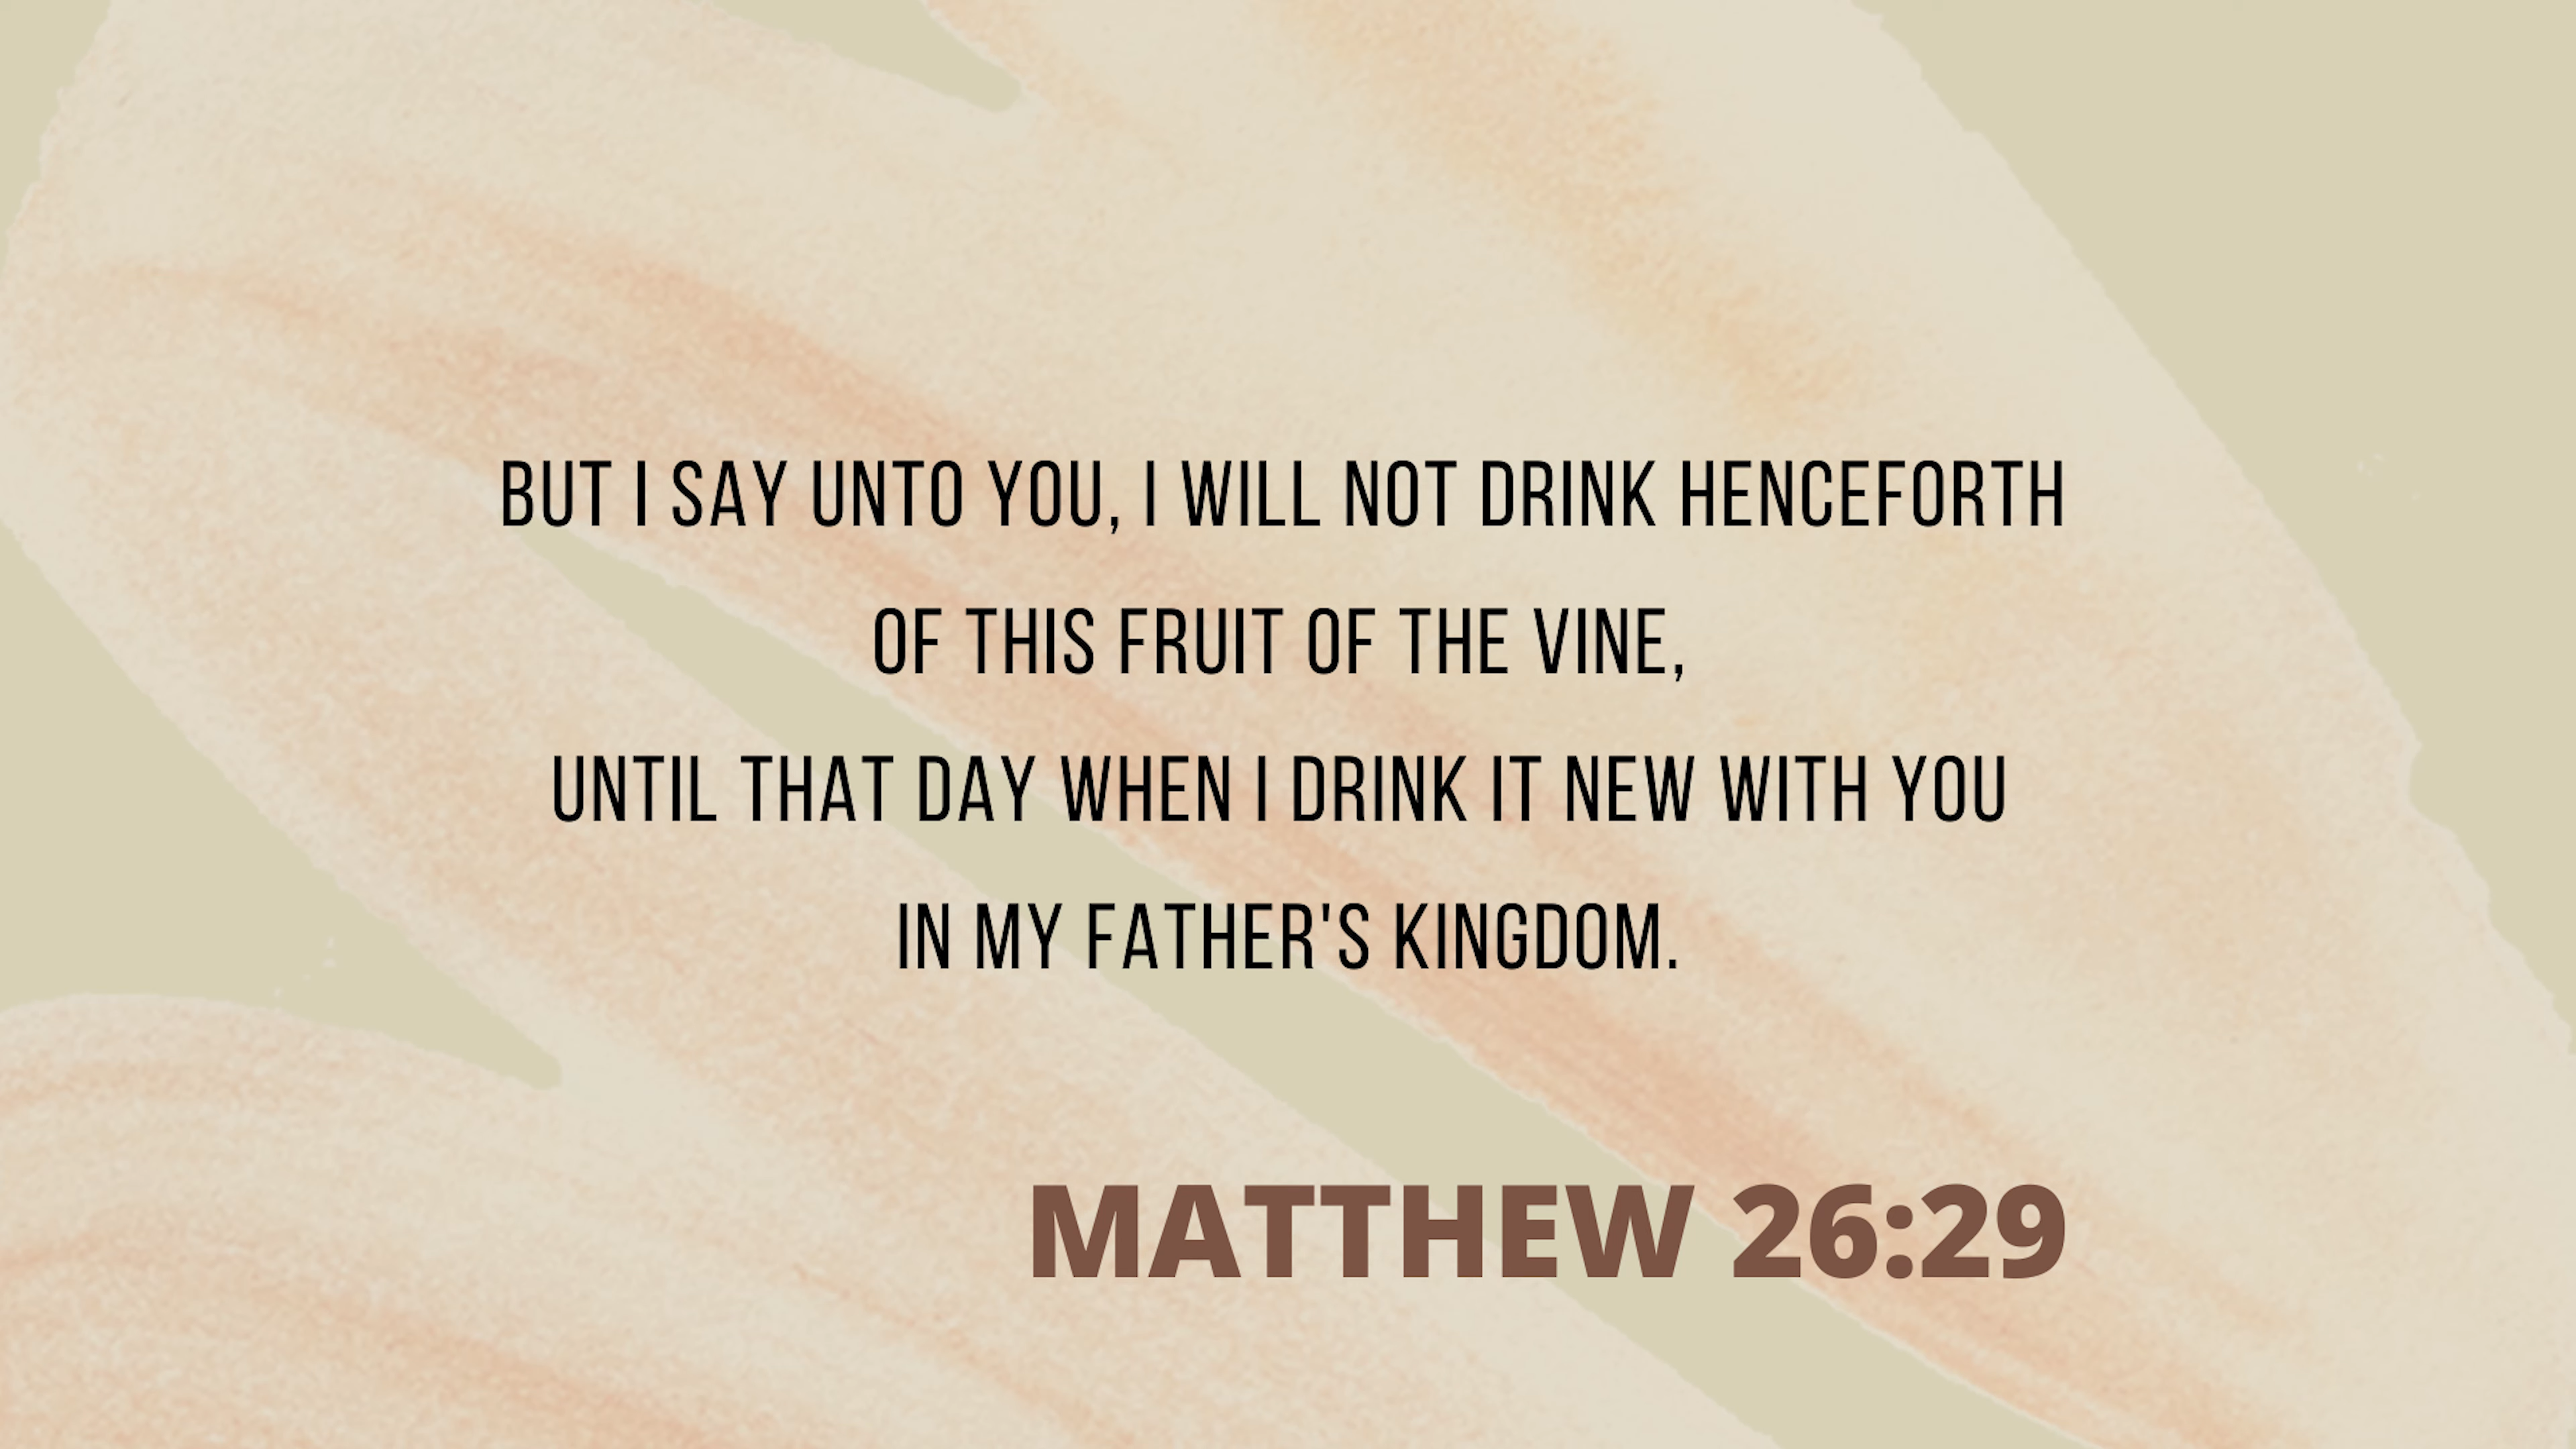 BUT I SAY UNTO YOU, I WILL NOT DRINK HENCEFORTH
OF THIS FRUIT OF THE VINE,
UNTIL THAT DAY WHEN I DRINK IT NEW WITH YOU
IN MY FATHER'S KINGDOM.
MATTHEW 26:29